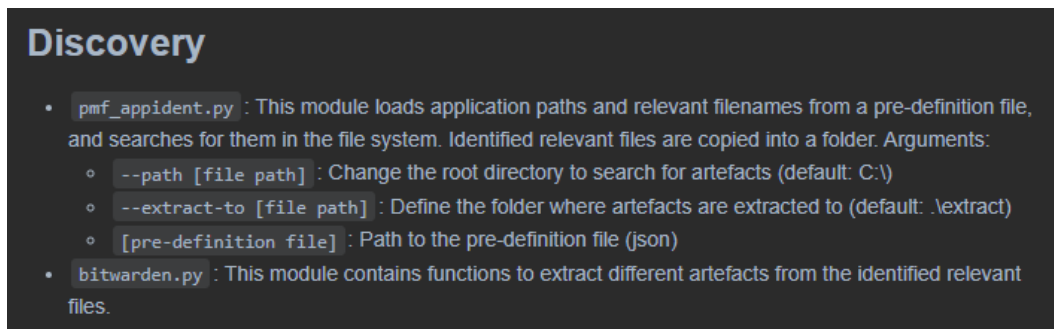 Discovery
• pmf_appident.py : This module loads application paths and relevant filenames from a pre-definition file,
and searches for them in the file system. Identified relevant files are copied into a folder. Arguments:
◦ --path [file path] : Change the root directory to search for artefacts (default: C:\)
◦ --extract-to [file path] : Define the folder where artefacts are extracted to (default: .\extract)
◦ [pre-definition file] : Path to the pre-definition file (json)
• bitwarden.py : This module contains functions to extract different artefacts from the identified relevant
files.